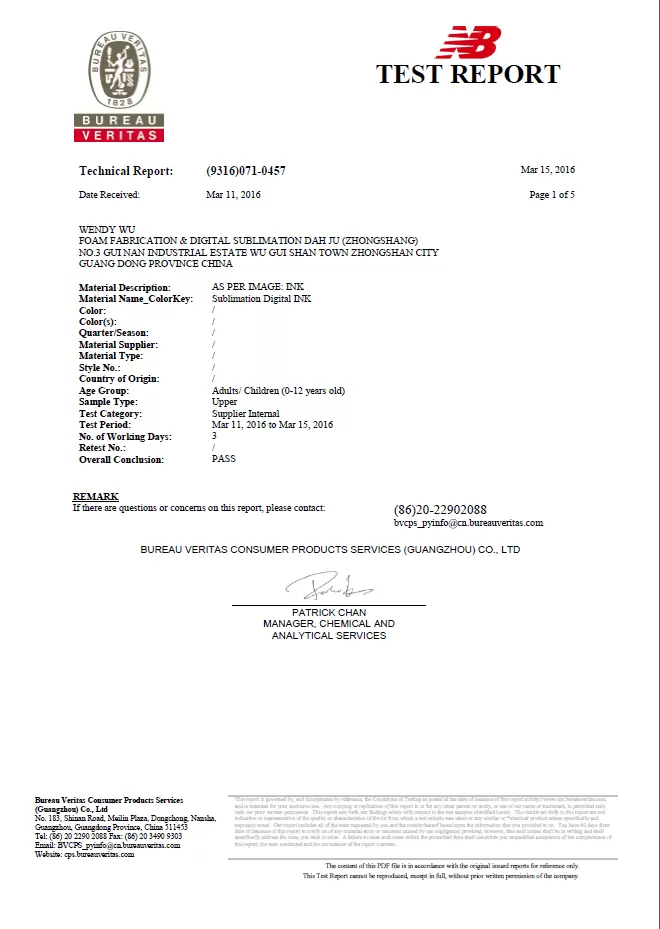 BUREAU VERITAS
1828
BUREAU
VERITAS
NB
TEST REPORT
Technical Report: (9316)071-0457 Mar 15, 2016
Date Received: Mar 11, 2016 Page 1 of 5
WENDY WU
FOAM FABRICATION & DIGITAL SUBLIMATION DAH JU (ZHONGSHANG)
NO.3 GUI NAN INDUSTRIAL ESTATE WU GUI SHAN TOWN ZHONGSHAN CITY
GUANG DONG PROVINCE CHINA
Material Description: AS PER IMAGE: INK
Material Name_ColorKey: Sublimation Digital INK
Color: /
Color(s): /
Quarter/Season: /
Material Supplier: /
Material Type: /
Style No.: /
Country of Origin: /
Age Group: Adults/ Children (0-12 years old)
Sample Type: Upper
Test Category: Supplier Internal
Test Period: Mar 11, 2016 to Mar 15, 2016
No. of Working Days: 3
Retest No.: /
Overall Conclusion: PASS
REMARK
If there are questions or concerns on this report, please contact: (86)20-22902088
bvcps_pyinfo@cn.bureauveritas.com
BUREAU VERITAS CONSUMER PRODUCTS SERVICES (GUANGZHOU) CO., LTD
PATRICK CHAN
MANAGER, CHEMICAL AND
ANALYTICAL SERVICES
Bureau Veritas Consumer Products Services
(Guangzhou) Co., Ltd
No. 183, Shinan Road, Meilin Plaza, Dongchong, Nansha,
Guangzhou, Guangdong Province, China 511453
Tel: (86) 20 2290 2088 Fax: (86) 20 3490 9303
Email: BVCPS_pyinfo@cn.bureauveritas.com
Website: cps.bureauveritas.com
The content of this PDF file is in accordance with the original issued reports for reference only.
This Test Report cannot be reproduced, except in full, without prior written permission of the company.